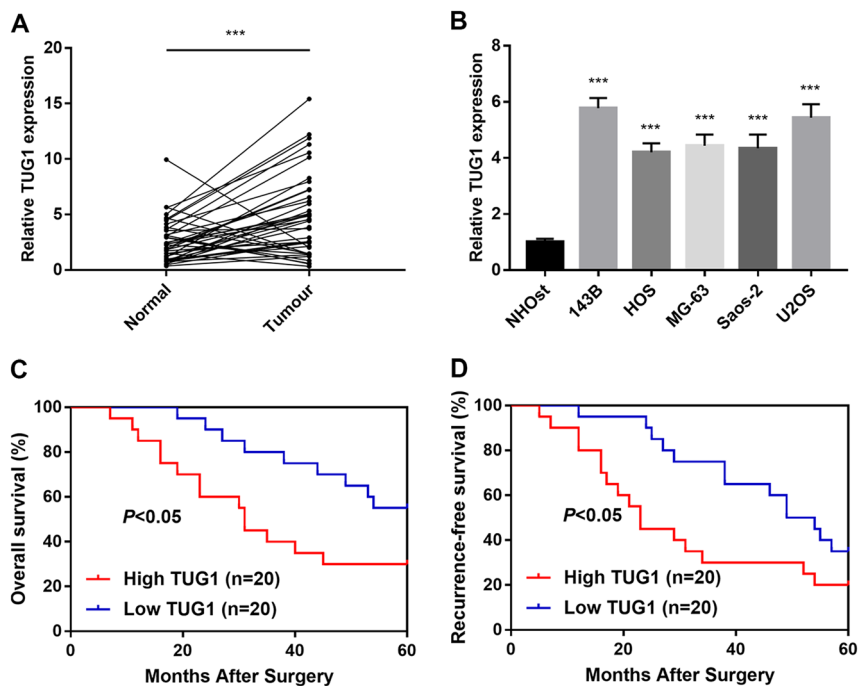 A
***
Relative TUG1 expression
20
15
10
5
0
Normal
Tumour
B
Relative TUG1 expression
8
6
4
2
0
***
***
***
***
***
NHOst
143B
HOS
MG-63
Saos-2
U2OS
C
Overall survival (%)
100
80
60
40
20
0
P<0.05
High TUG1 (n=20)
Low TUG1 (n=20)
0
20
40
60
Months After Surgery
D
Recurrence-free survival (%)
100
80
60
40
20
0
P<0.05
High TUG1 (n=20)
Low TUG1 (n=20)
0
20
40
60
Months After Surgery